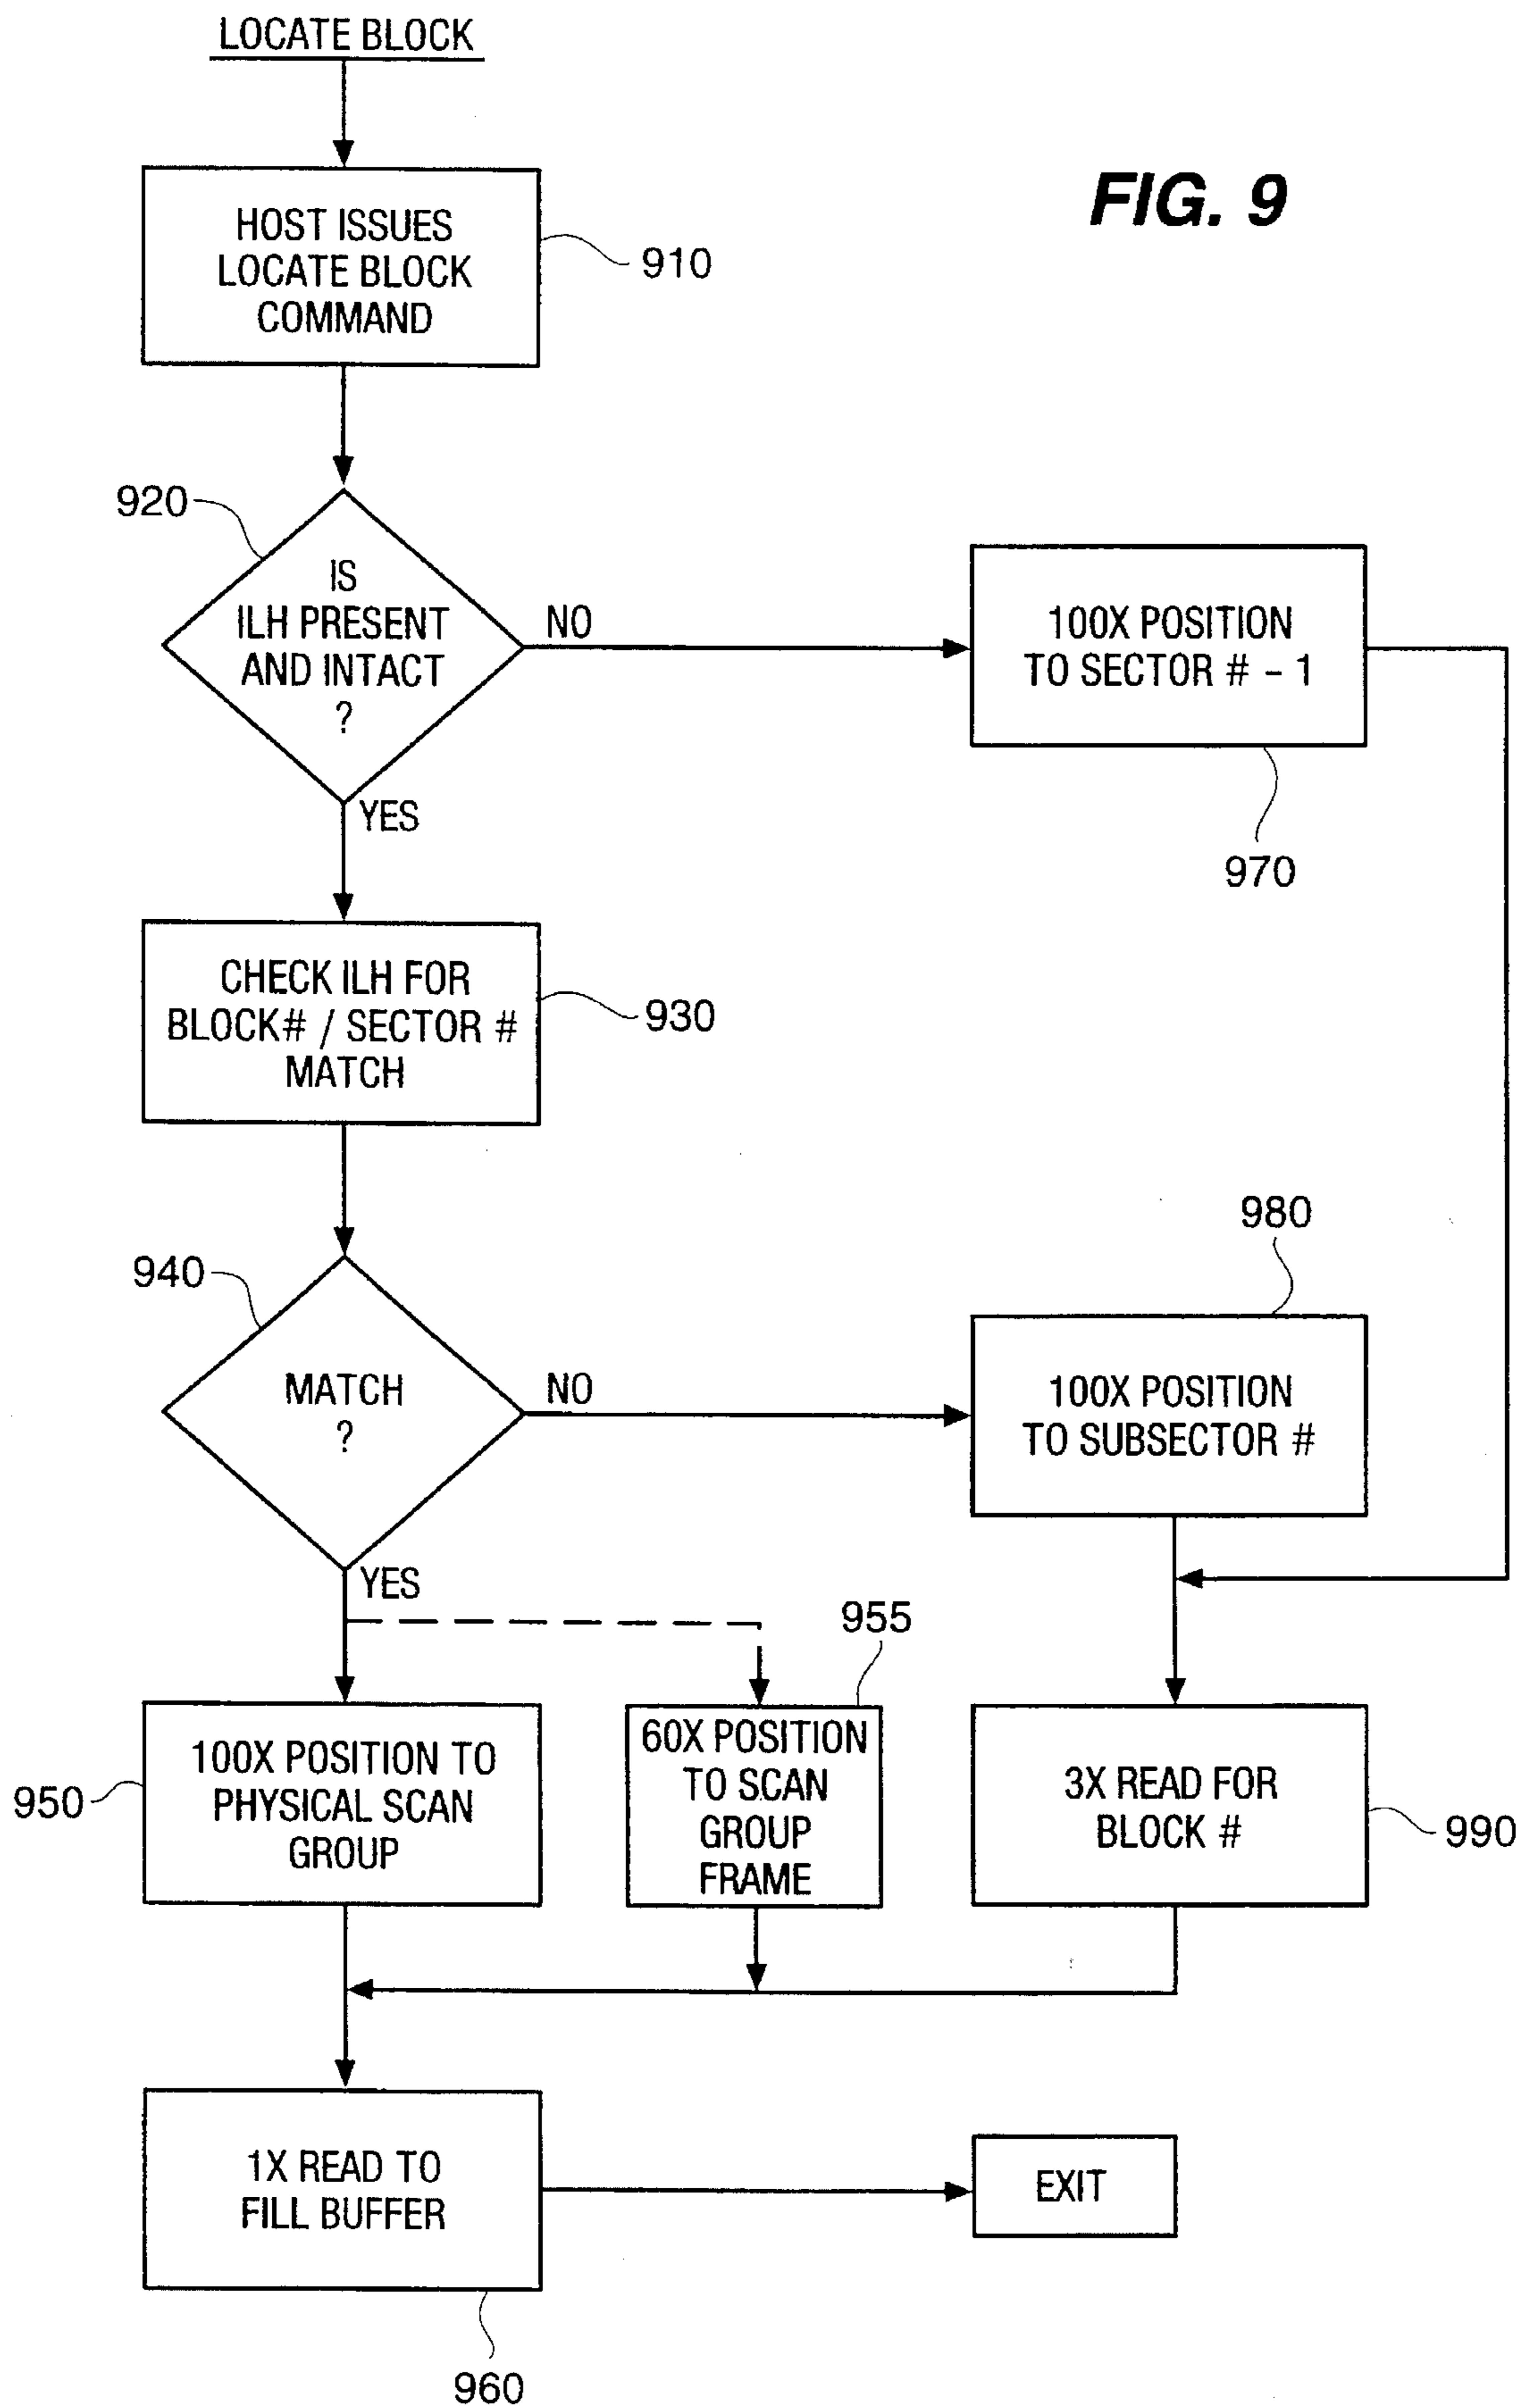 LOCATE BLOCK
FIG. 9
HOST ISSUES
LOCATE BLOCK
COMMAND
910
920
IS
ILH PRESENT
AND INTACT
?
NO
YES
100X POSITION
TO SECTOR # – 1
970
CHECK ILH FOR
BLOCK# / SECTOR #
MATCH
930
940
MATCH
?
NO
YES
980
100X POSITION
TO SUBSECTOR #
950
100X POSITION TO
PHYSICAL SCAN
GROUP
955
60X POSITION
TO SCAN
GROUP
FRAME
3X READ FOR
BLOCK #
990
1X READ TO
FILL BUFFER
960
EXIT